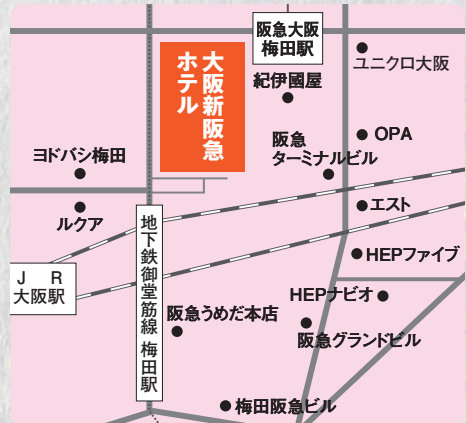 阪急大阪
梅田駅
ユニクロ大阪
大阪新阪急
ホテル
紀伊國屋
OPA
阪急
ターミナルビル
ヨドバシ梅田
エスト
ルクア
地下鉄御堂筋線 梅田駅
HEPファイブ
J R
大阪駅
HEPナビオ
阪急うめだ本店
阪急グランドビル
梅田阪急ビル